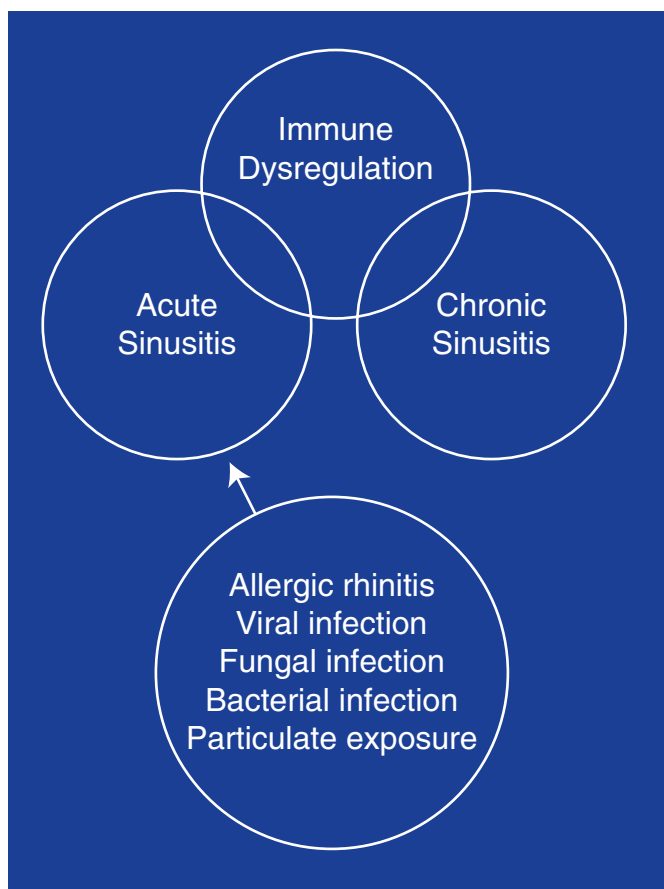 Immune
Dysregulation
Acute
Sinusitis
Chronic
Sinusitis
Allergic rhinitis
Viral infection
Fungal infection
Bacterial infection
Particulate exposure